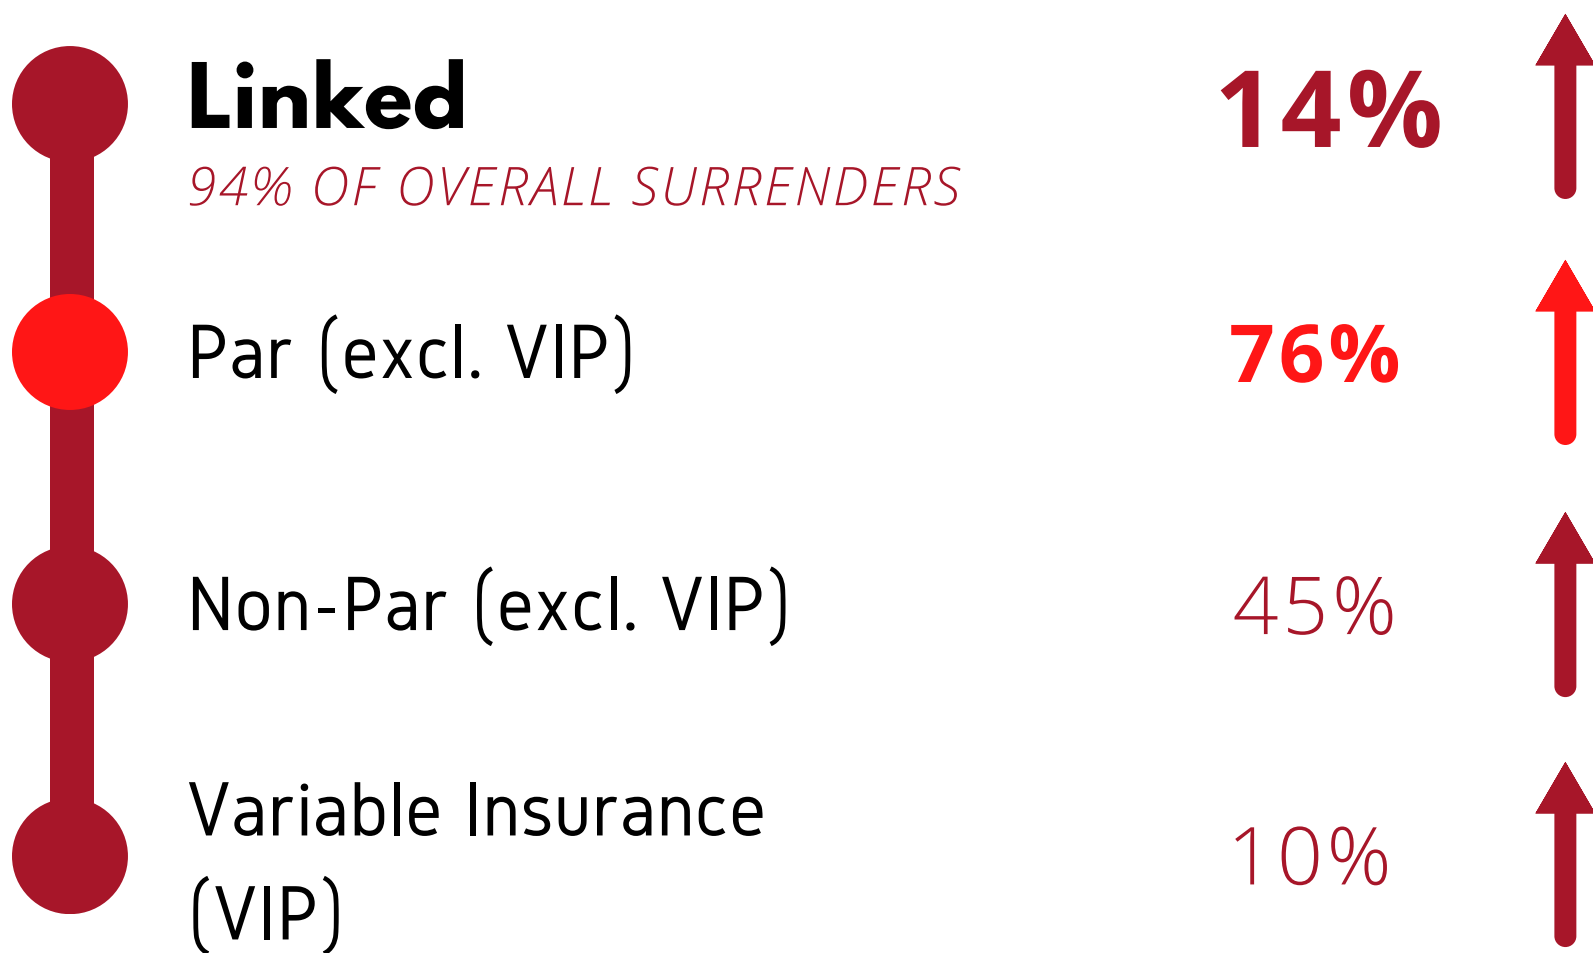 Linked 14%
94% OF OVERALL SURRENDERS
Par (excl. VIP) 76%
Non-Par (excl. VIP) 45%
Variable Insurance
(VIP) 10%